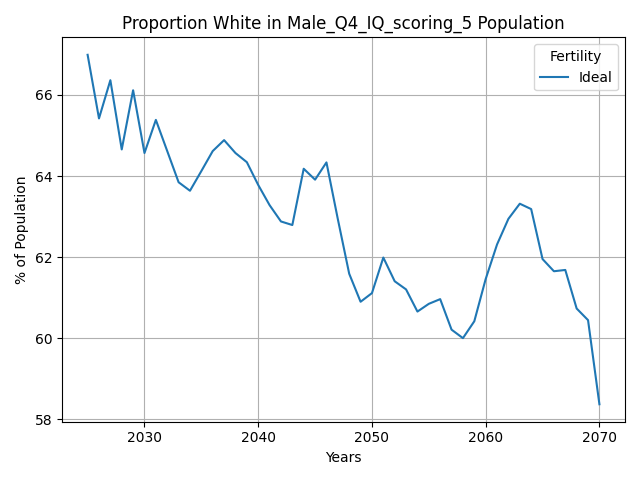 Proportion White in Male_Q4_IQ_scoring_5 Population
Fertility
Ideal
66
64
62
60
58
% of Population
2030
2040
2050
2060
2070
Years